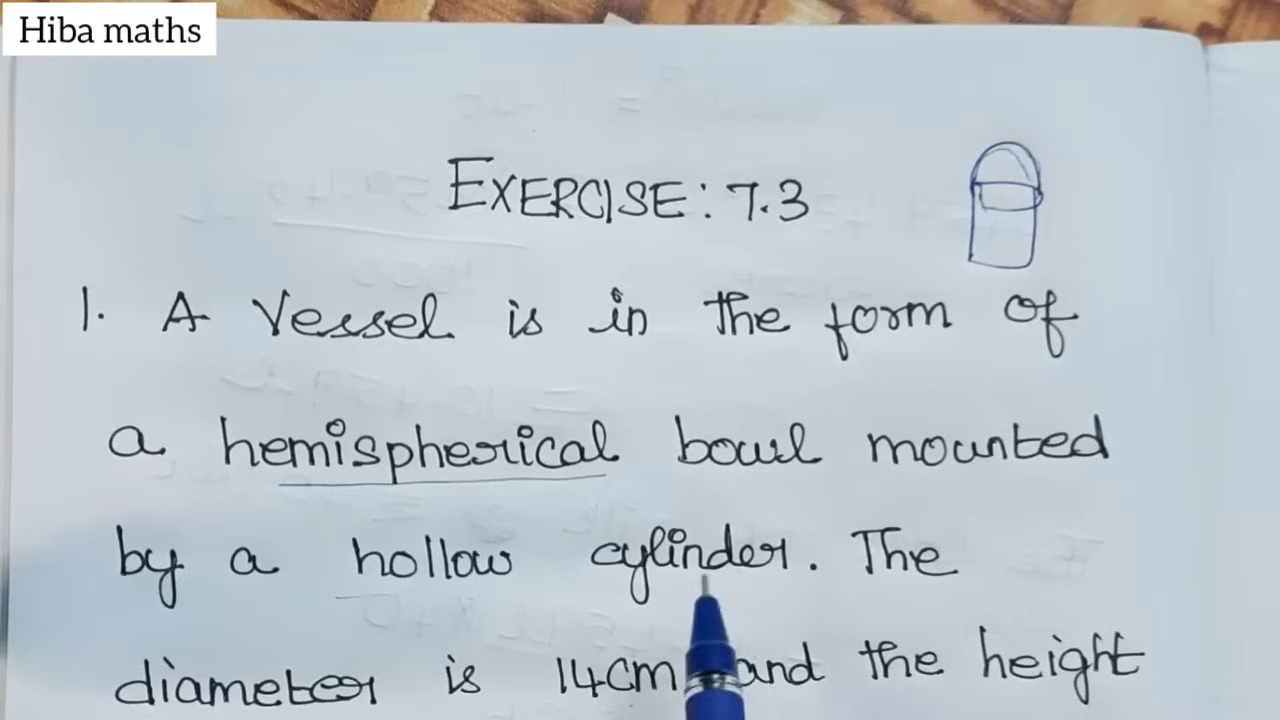 Hiba maths
EXERCISE: 7.3
1. A Vessel is in the form of
a hemispherical bowl mounted
by a hollow cylinder. The
diameter is 14cm and the height